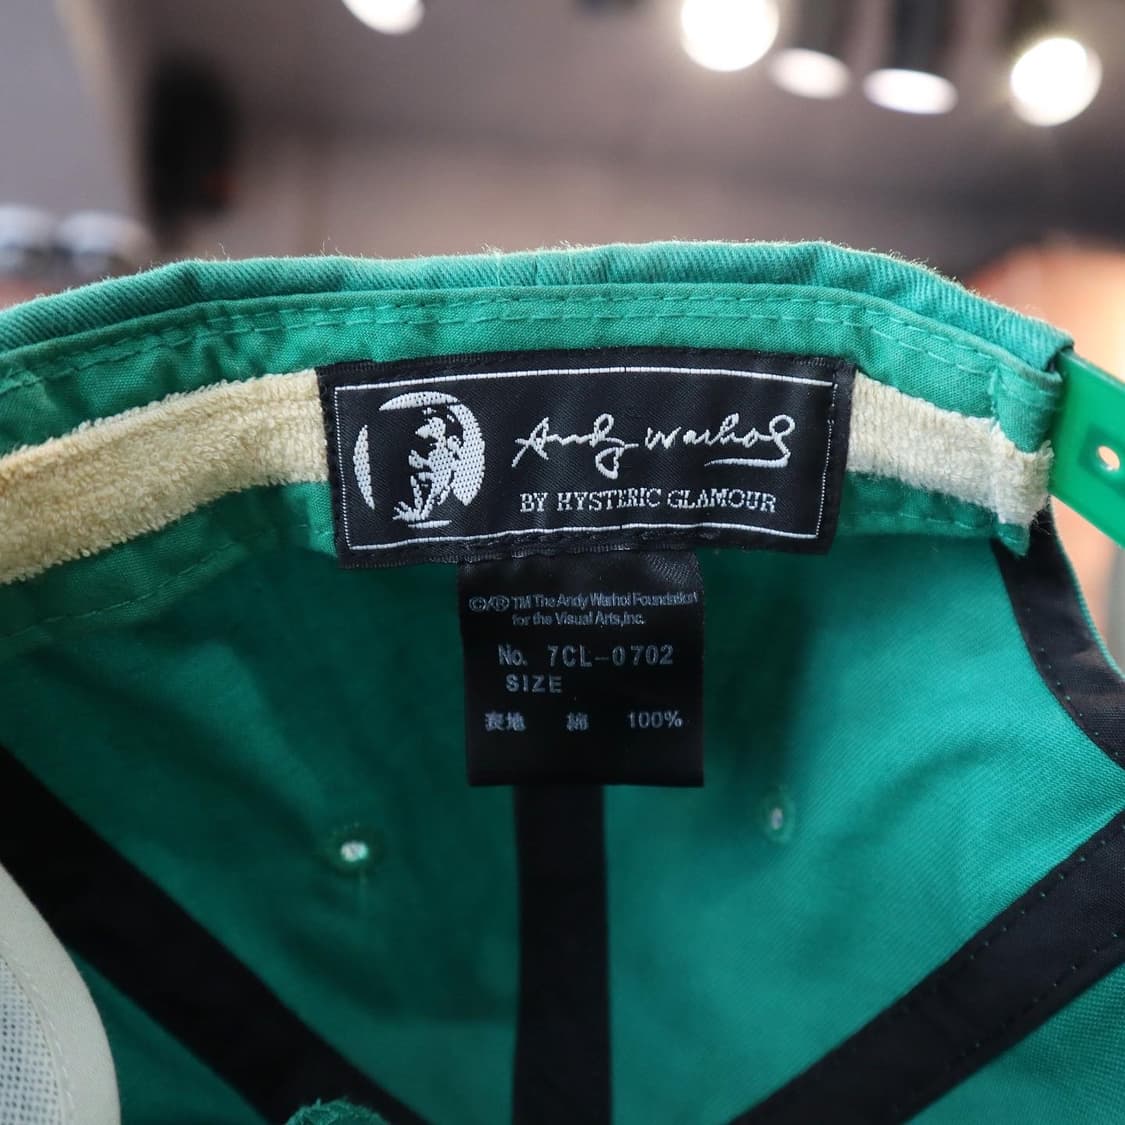 Andy Warhol
BY HYSTERIC GLAMOUR
©/® TM The Andy Warhol Foundation
for the Visual Arts,Inc.
No. 7CL-0702
SIZE
表地 綿 100%